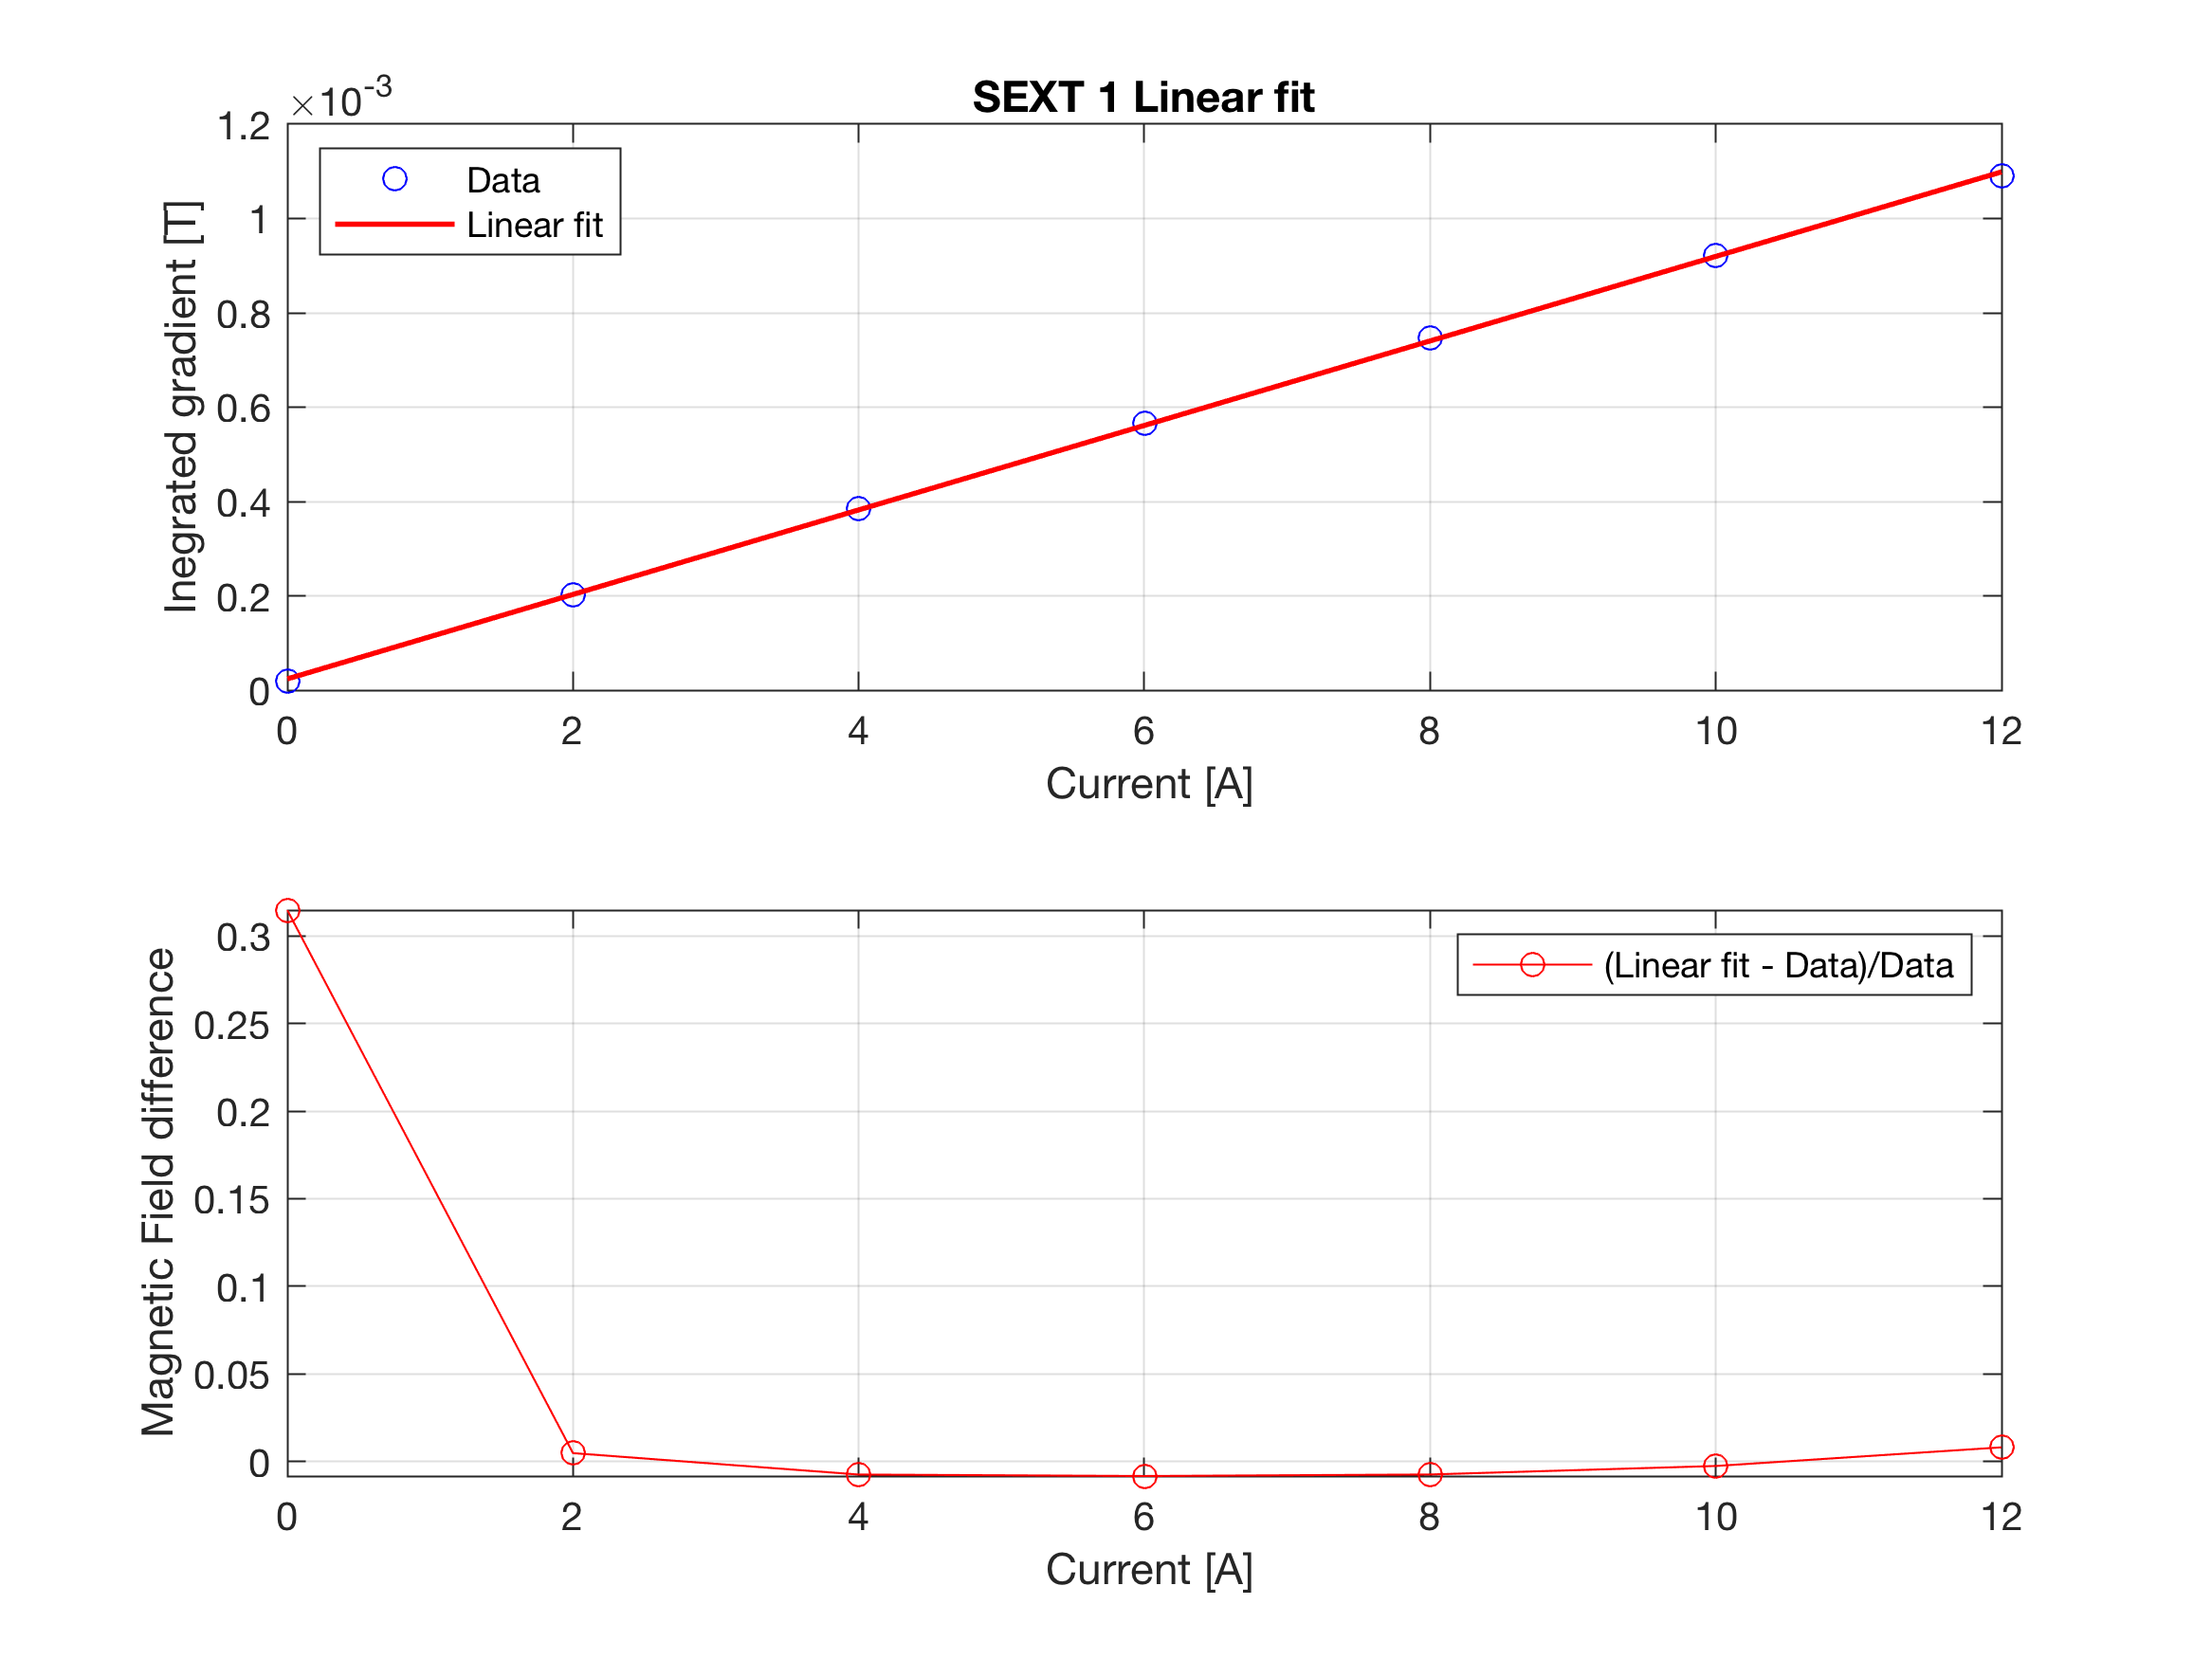 SEXT 1 Linear fit
×10-3
1.2
1
0.8
0.6
0.4
0.2
0
Inegrated gradient [T]
Data
Linear fit
0 2 4 6 8 10 12
Current [A]
0.3
0.25
0.2
0.15
0.1
0.05
0
Magnetic Field difference
(Linear fit - Data)/Data
0 2 4 6 8 10 12
Current [A]